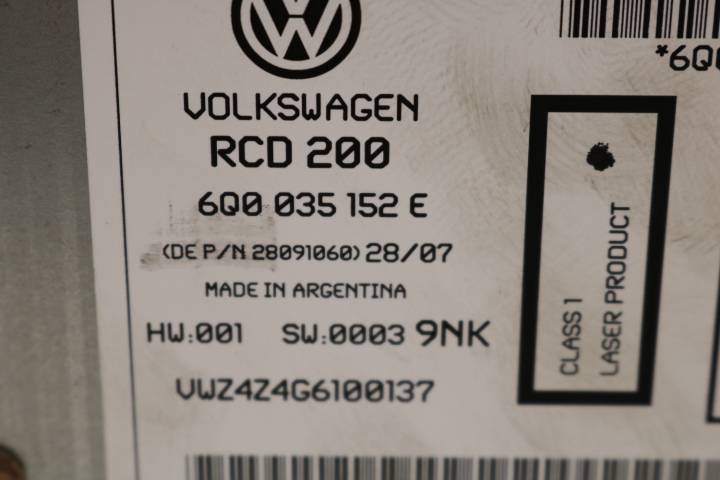 *6Q0
VOLKSWAGEN
RCD 200
6Q0 035 152 E
(DE P/N 28091060) 28/07
MADE IN ARGENTINA
HW:001 SW:0003 9NK
VWZ4Z4G6100137
CLASS 1
LASER PRODUCT